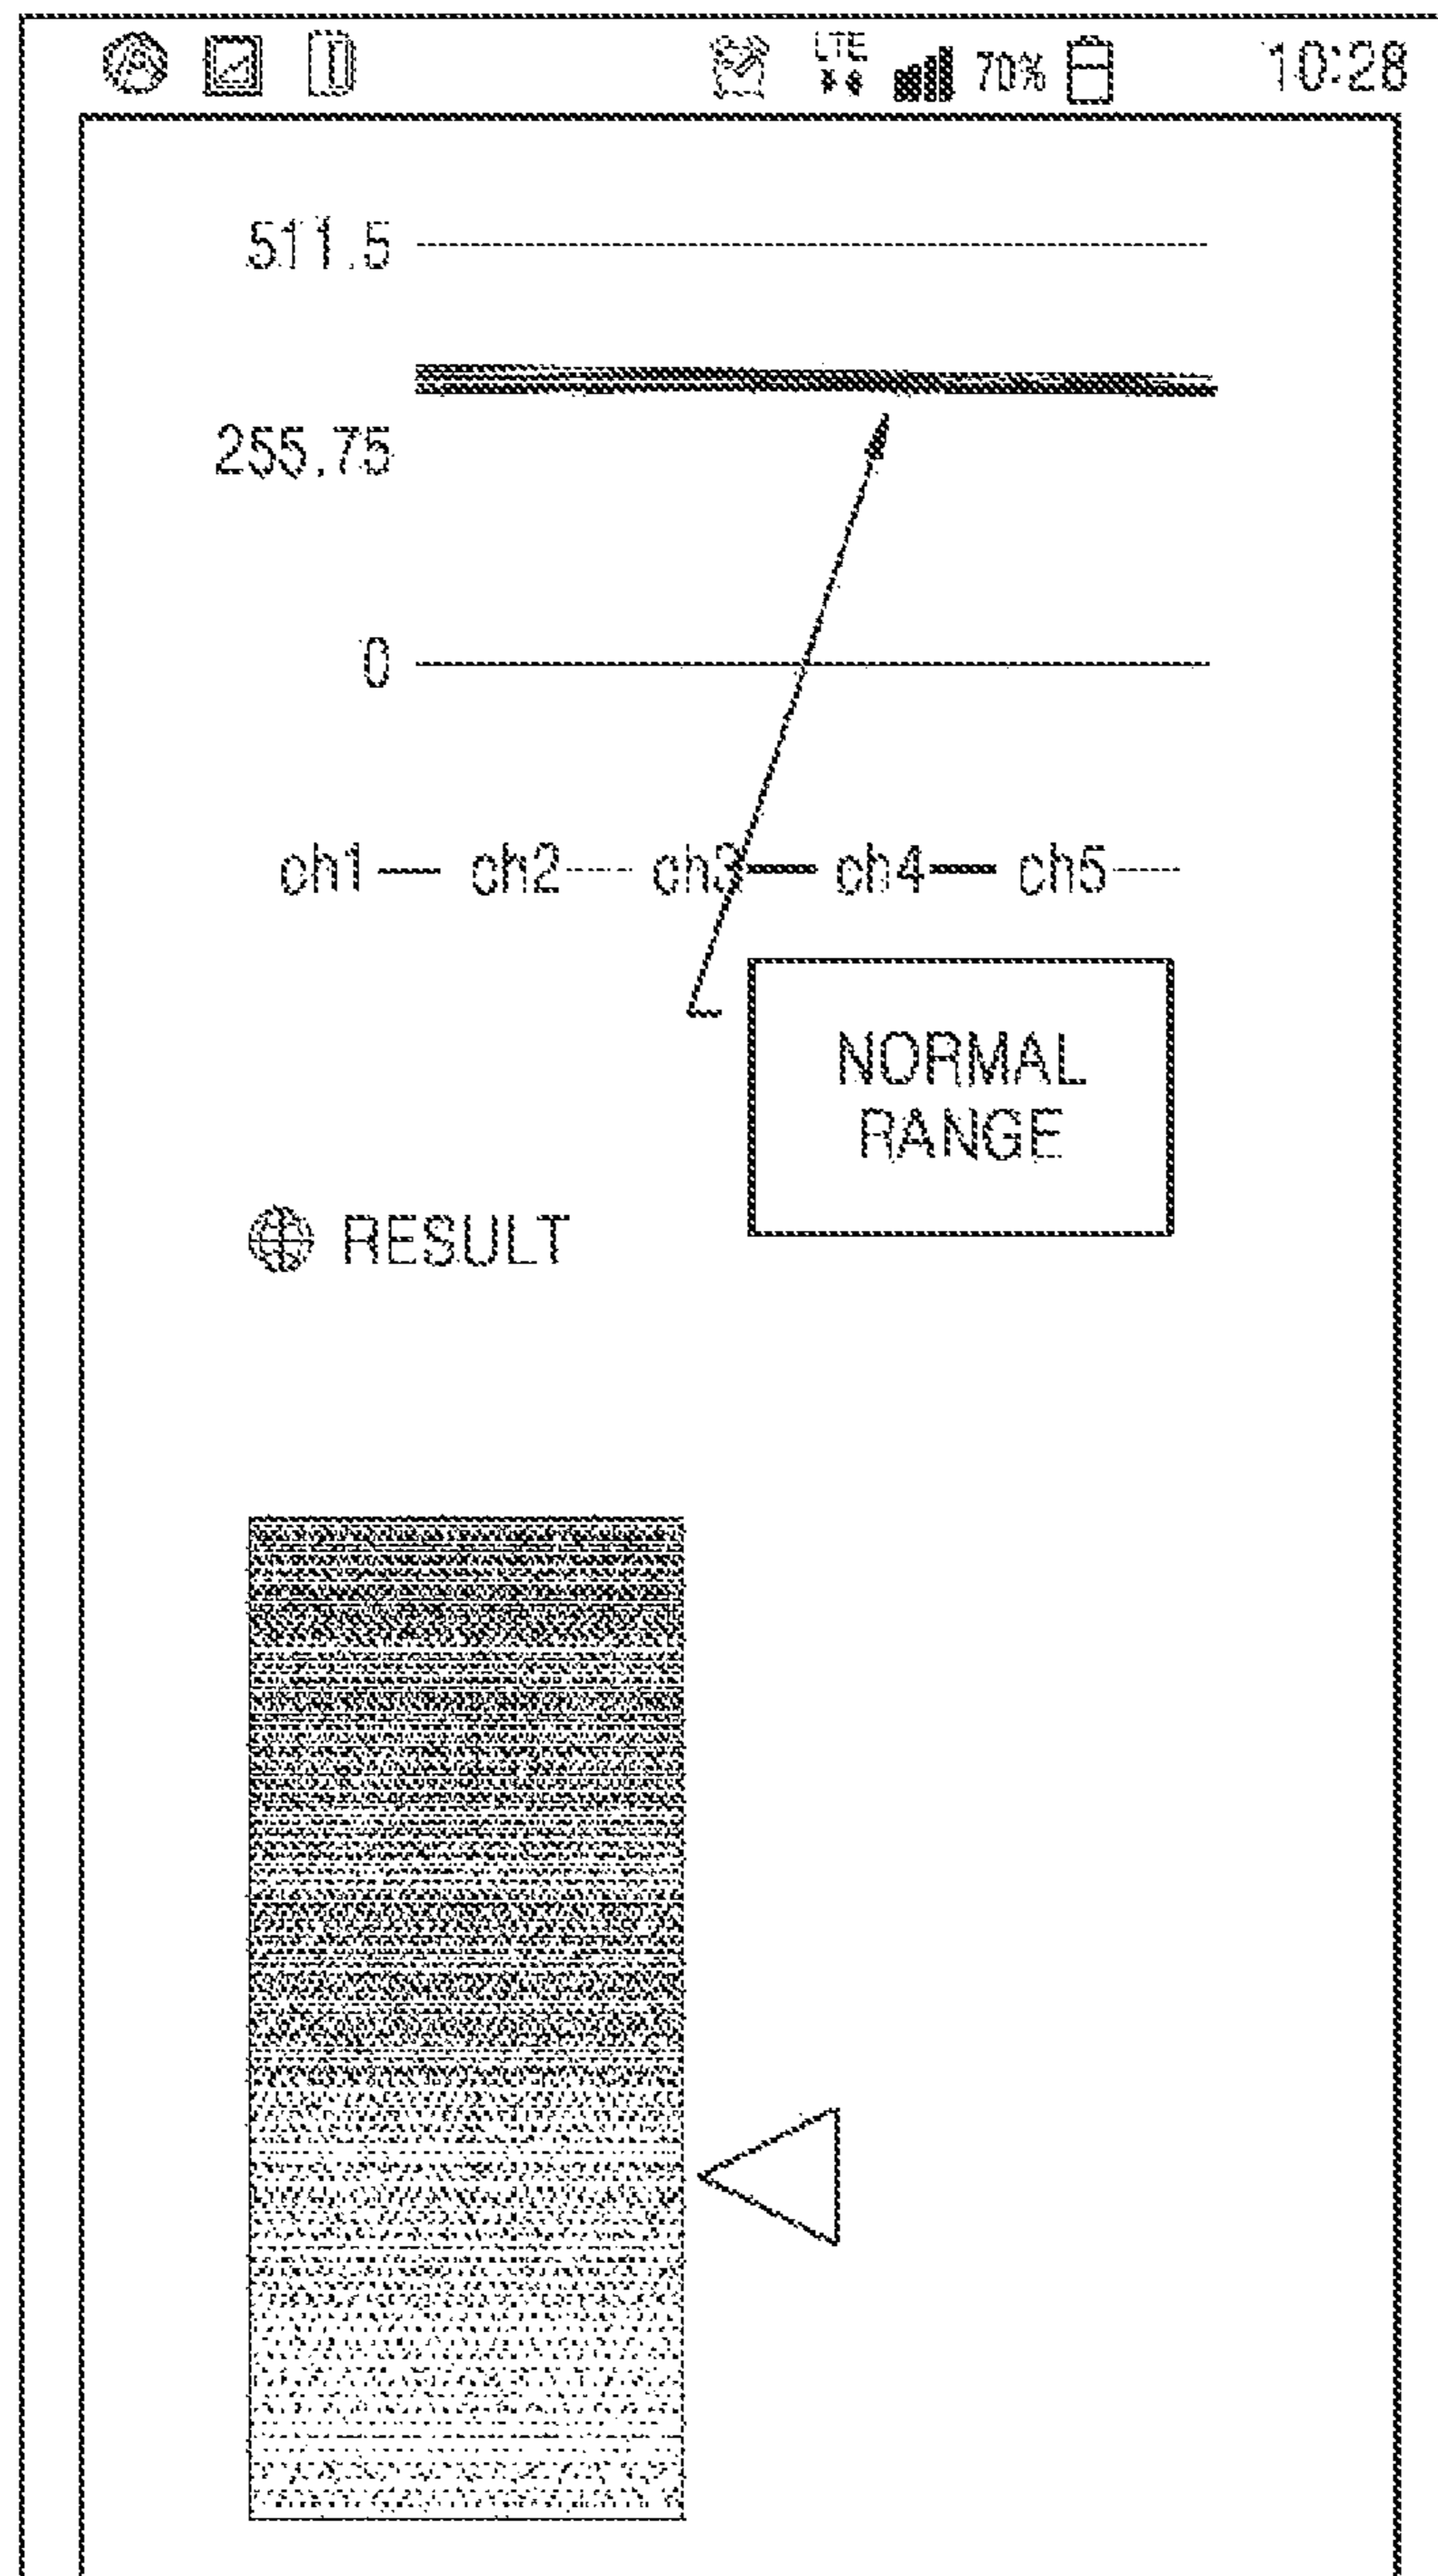 LTE 70% 10:28
511.5
255.75
0
ch1 ch2 ch3 ch4 ch5
NORMAL
RANGE
RESULT